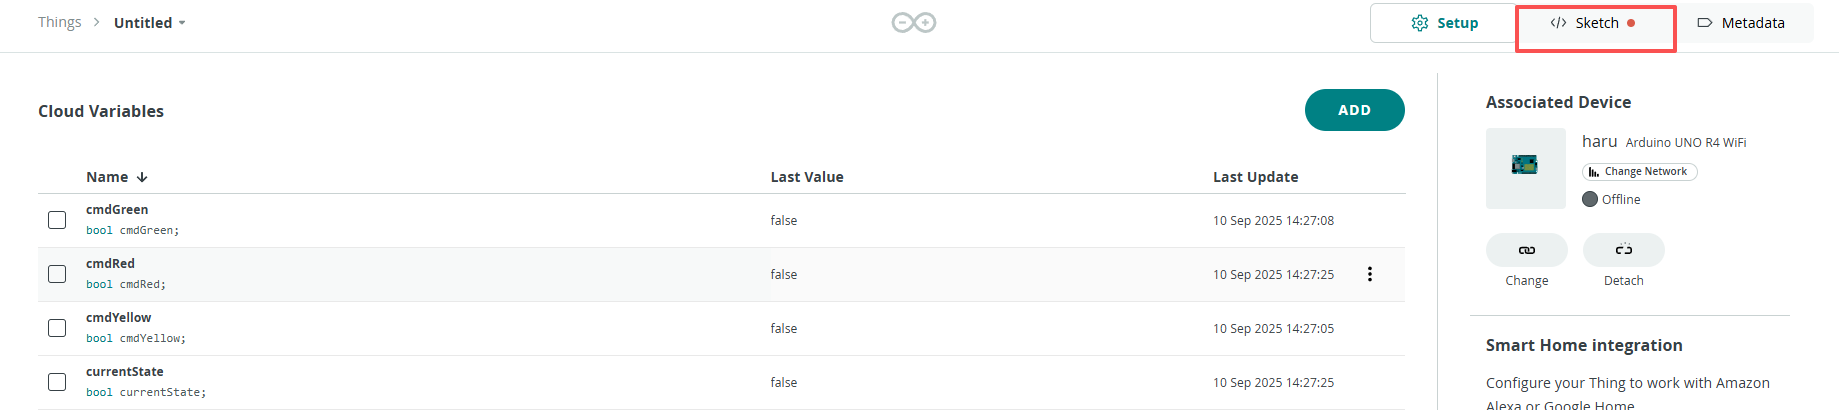 Things > Untitled
Setup
</> Sketch
Metadata
Cloud Variables
ADD
Name Last Value Last Update
cmdGreen
bool cmdGreen;
false
10 Sep 2025 14:27:08
cmdRed
bool cmdRed;
false
10 Sep 2025 14:27:25
cmdYellow
bool cmdYellow;
false
10 Sep 2025 14:27:05
currentState
bool currentState;
false
10 Sep 2025 14:27:25
Associated Device
haru Arduino UNO R4 WiFi
Change Network
Offline
Change
Detach
Smart Home integration
Configure your Thing to work with Amazon
Alexa or Google Home